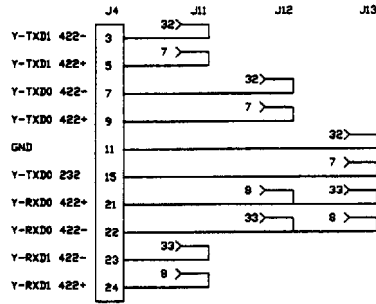 J4 J11 J12 J13
32
Y-TXD1 422- 3
7
Y-TXD1 422+ 5
32
Y-TXD0 422- 7
7
Y-TXD0 422+ 9
32
GND 11
7
Y-TXD0 232 15
8 33
Y-RXD0 422+ 21
33 8
Y-RXD0 422- 22
33
Y-RXD1 422- 23
8
Y-RXD1 422+ 24